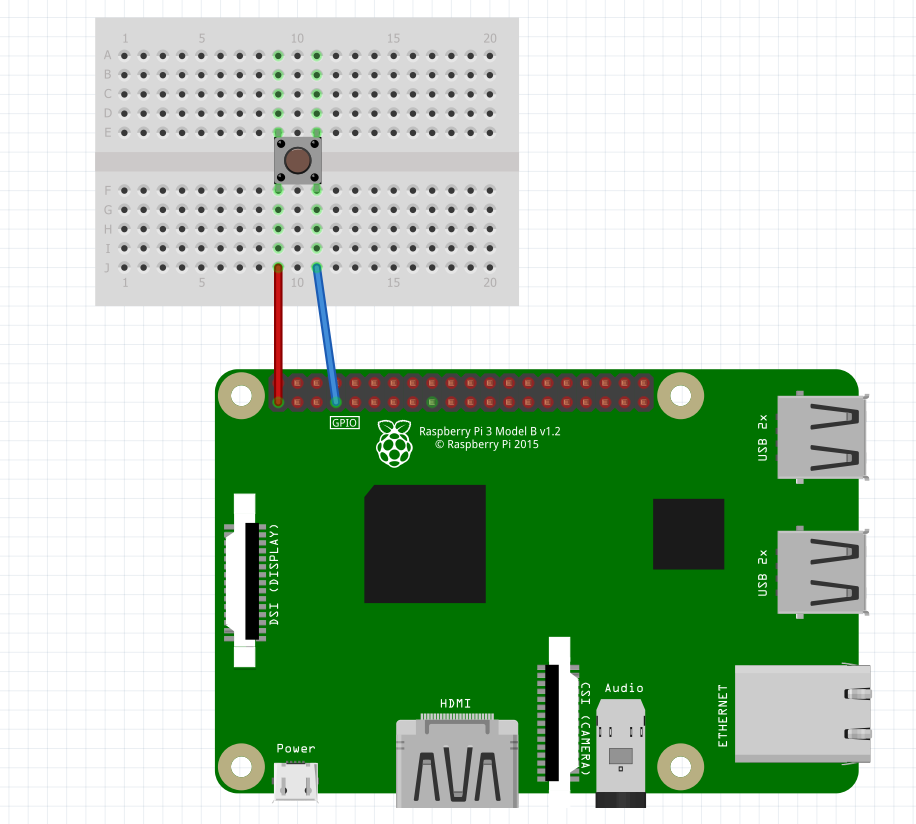 1 5 10 15 20
A
B
C
D
E
F
G
H
I
J
1 5 10 15 20
GPIO
Raspberry Pi 3 Model B v1.2
© Raspberry Pi 2015
USB 2x
DSI (DISPLAY)
USB 2x
CSI (CAMERA)
Audio
ETHERNET
HDMI
Power